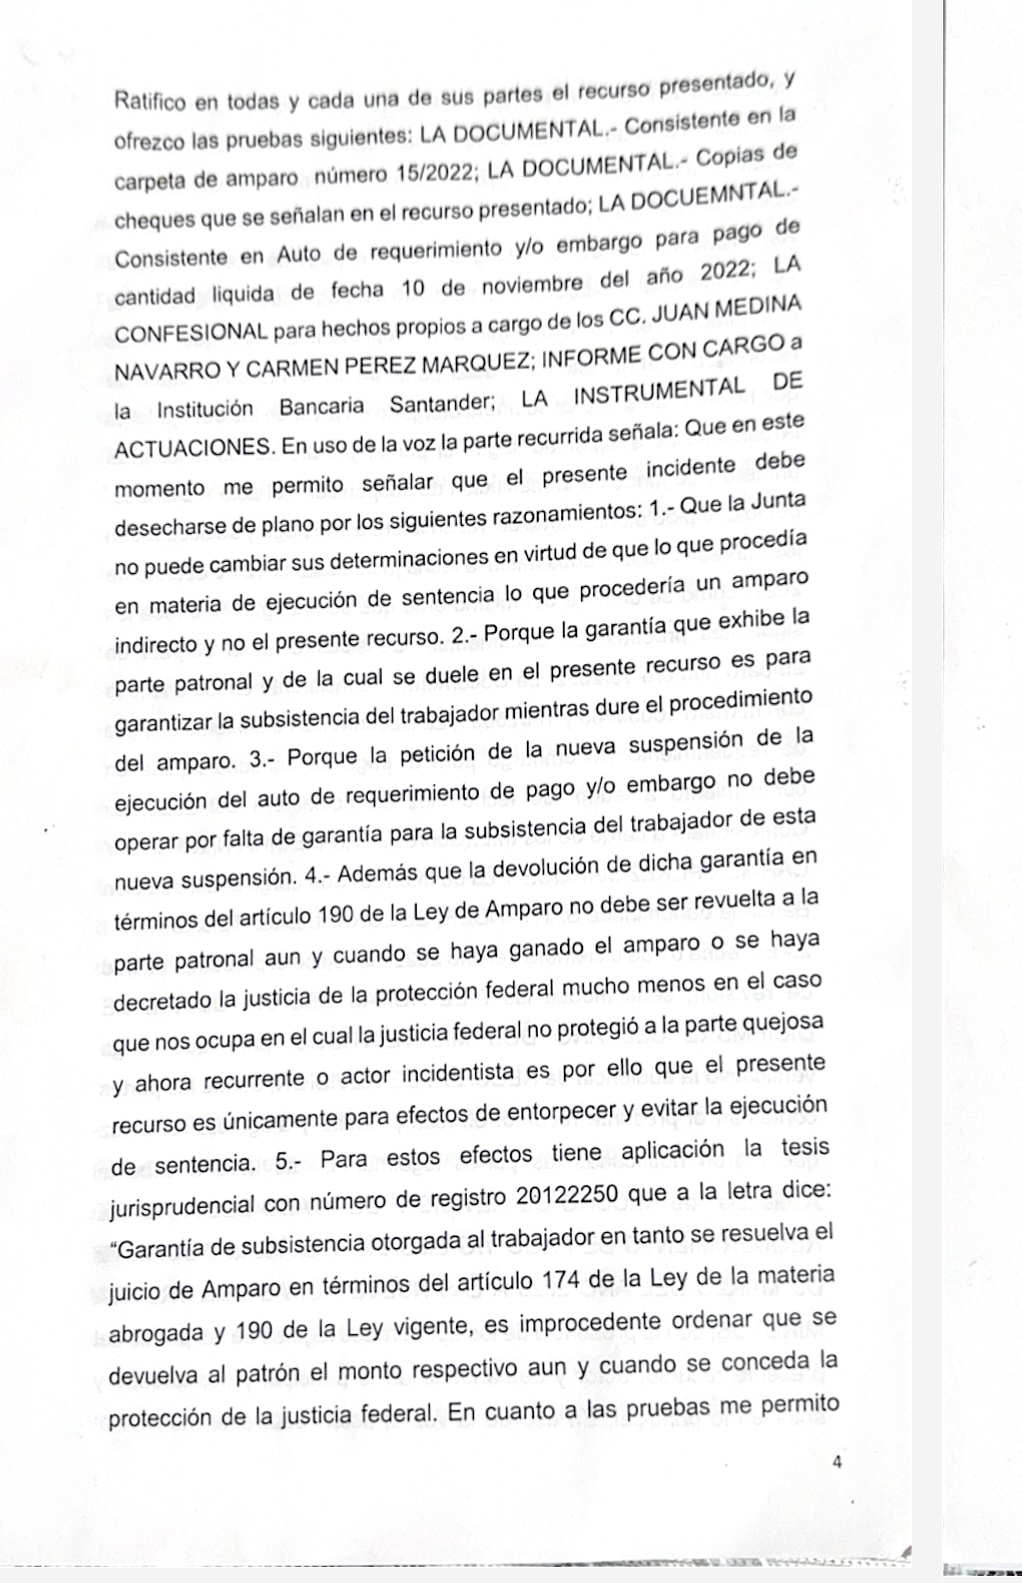 Ratifico en todas y cada una de sus partes el recurso presentado, y
ofrezco las pruebas siguientes: LA DOCUMENTAL.- Consistente en la
carpeta de amparo número 15/2022; LA DOCUMENTAL.- Copias de
cheques que se señalan en el recurso presentado; LA DOCUEMNTAL.-
Consistente en Auto de requerimiento y/o embargo para pago de
cantidad liquida de fecha 10 de noviembre del año 2022; LA
CONFESIONAL para hechos propios a cargo de los CC. JUAN MEDINA
NAVARRO Y CARMEN PEREZ MARQUEZ; INFORME CON CARGO a
la Institución Bancaria Santander; LA INSTRUMENTAL DE
ACTUACIONES. En uso de la voz la parte recurrida señala: Que en este
momento me permito señalar que el presente incidente debe
desecharse de plano por los siguientes razonamientos: 1.- Que la Junta
no puede cambiar sus determinaciones en virtud de que lo que procedía
en materia de ejecución de sentencia lo que procedería un amparo
indirecto y no el presente recurso. 2.- Porque la garantía que exhibe la
parte patronal y de la cual se duele en el presente recurso es para
garantizar la subsistencia del trabajador mientras dure el procedimiento
del amparo. 3.- Porque la petición de la nueva suspensión de la
ejecución del auto de requerimiento de pago y/o embargo no debe
operar por falta de garantía para la subsistencia del trabajador de esta
nueva suspensión. 4.- Además que la devolución de dicha garantía en
términos del artículo 190 de la Ley de Amparo no debe ser revuelta a la
parte patronal aun y cuando se haya ganado el amparo o se haya
decretado la justicia de la protección federal mucho menos en el caso
que nos ocupa en el cual la justicia federal no protegió a la parte quejosa
y ahora recurrente o actor incidentista es por ello que el presente
recurso es únicamente para efectos de entorpecer y evitar la ejecución
de sentencia. 5.- Para estos efectos tiene aplicación la tesis
jurisprudencial con número de registro 20122250 que a la letra dice:
“Garantía de subsistencia otorgada al trabajador en tanto se resuelva el
juicio de Amparo en términos del artículo 174 de la Ley de la materia
abrogada y 190 de la Ley vigente, es improcedente ordenar que se
devuelva al patrón el monto respectivo aun y cuando se conceda la
protección de la justicia federal. En cuanto a las pruebas me permito
4